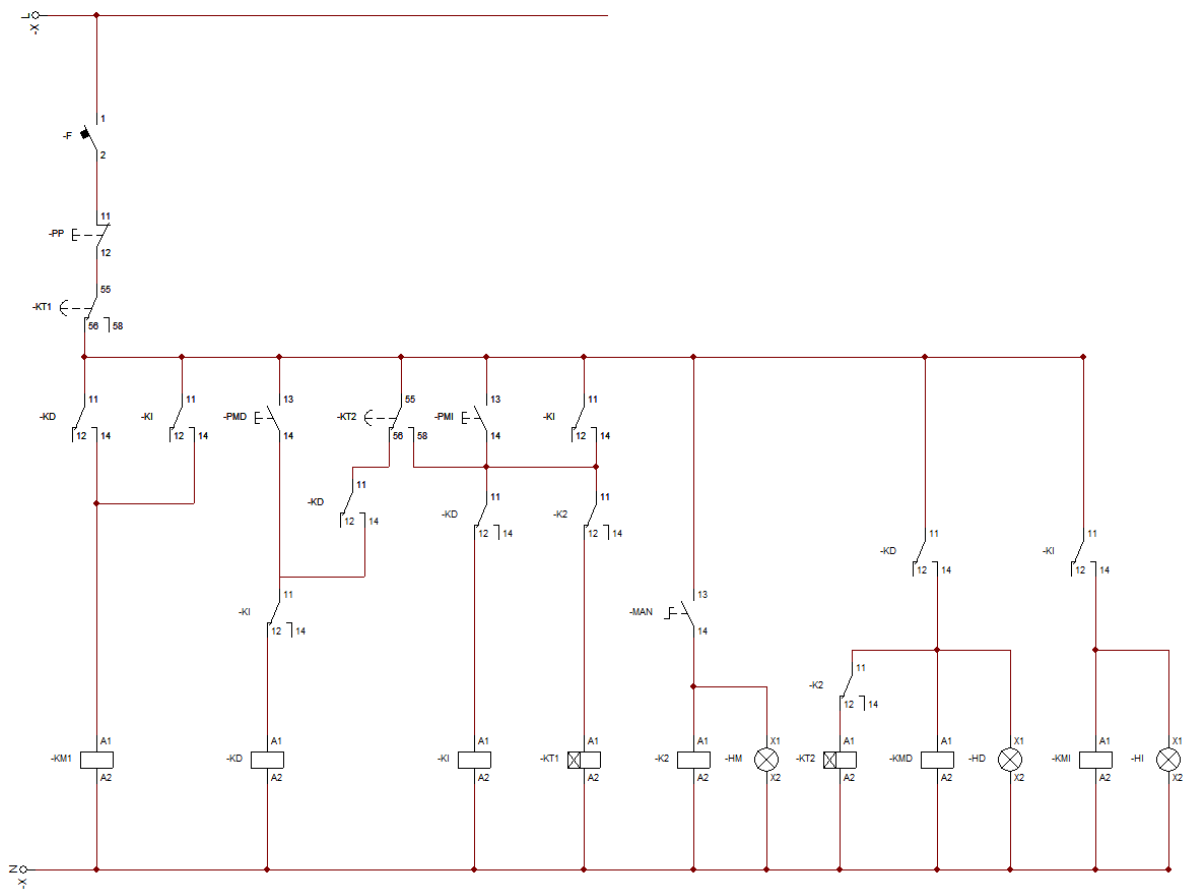 L
-X
1
-F
2
11
-PP
12
55
-KT1
56 58
11 11 13 55 13 11
-KD -KI -PMD -KT2 -PMI -KI
12 14 12 14 14 56 58 14 12 14
11 11 11
-KD -KD -K2
12 14 12 14 12 14
11 11
-KD -KI
12 14 12 14
11 13
-KI -MAN
12 14 14
11
-K2
12 14
A1 A1 A1 A1 A1 X1 A1 A1 X1 A1 X1
-KM1 -KD -KI -KT1 -K2 -HM -KT2 -KMD -HD -KMI -HI
A2 A2 A2 A2 A2 X2 A2 A2 X2 A2 X2
N
-X